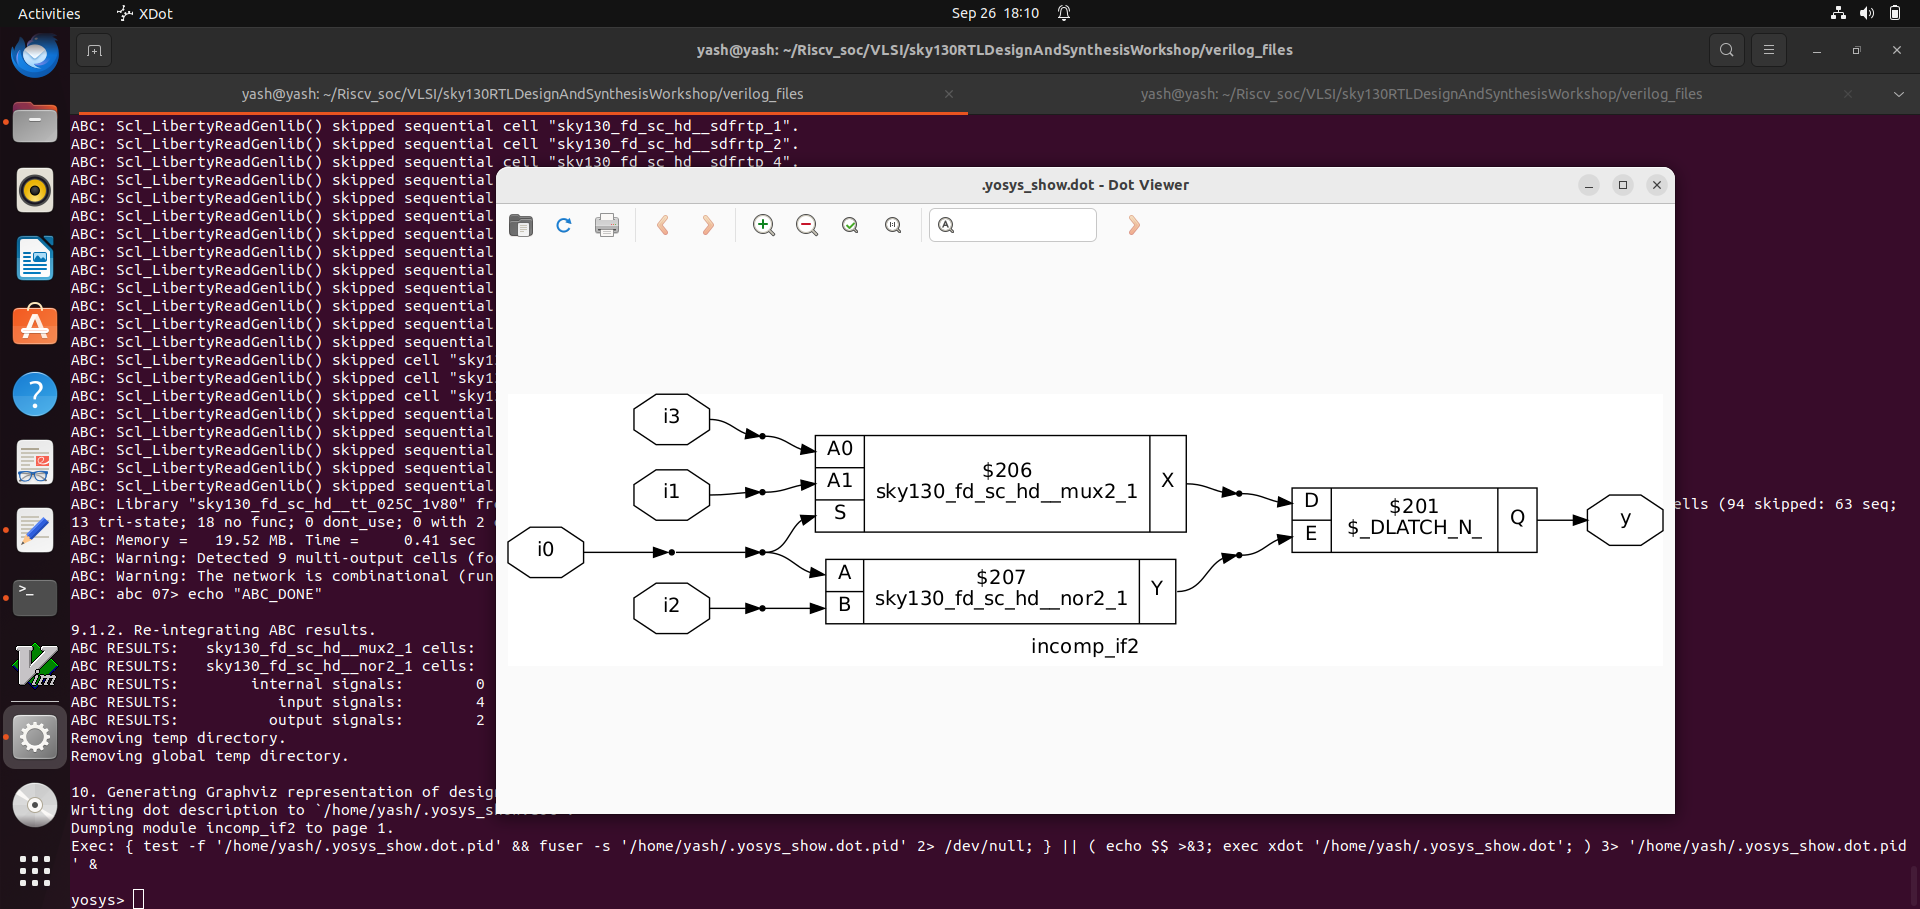 Activities
XDot
Sep 26 18:10
yash@yash: ~/Riscv_soc/VLSI/sky130RTLDesignAndSynthesisWorkshop/verilog_files
yash@yash: ~/Riscv_soc/VLSI/sky130RTLDesignAndSynthesisWorkshop/verilog_files
yash@yash: ~/Riscv_soc/VLSI/sky130RTLDesignAndSynthesisWorkshop/verilog_files
ABC: Scl_LibertyReadGenlib() skipped sequential cell "sky130_fd_sc_hd__sdfrtp_1".
ABC: Scl_LibertyReadGenlib() skipped sequential cell "sky130_fd_sc_hd__sdfrtp_2".
ABC: Scl_LibertyReadGenlib() skipped sequential cell "sky130_fd_sc_hd__sdfrtp_4".
ABC: Scl_LibertyReadGenlib() skipped sequential
ABC: Scl_LibertyReadGenlib() skipped sequential
ABC: Scl_LibertyReadGenlib() skipped sequential
ABC: Scl_LibertyReadGenlib() skipped sequential
ABC: Scl_LibertyReadGenlib() skipped sequential
ABC: Scl_LibertyReadGenlib() skipped sequential
ABC: Scl_LibertyReadGenlib() skipped sequential
ABC: Scl_LibertyReadGenlib() skipped sequential
ABC: Scl_LibertyReadGenlib() skipped sequential
ABC: Scl_LibertyReadGenlib() skipped sequential
ABC: Scl_LibertyReadGenlib() skipped cell "sky1
ABC: Scl_LibertyReadGenlib() skipped cell "sky1
ABC: Scl_LibertyReadGenlib() skipped cell "sky1
ABC: Scl_LibertyReadGenlib() skipped sequential
ABC: Scl_LibertyReadGenlib() skipped sequential
ABC: Scl_LibertyReadGenlib() skipped sequential
ABC: Scl_LibertyReadGenlib() skipped sequential
ABC: Scl_LibertyReadGenlib() skipped sequential
ABC: Library "sky130_fd_sc_hd__tt_025C_1v80" fr
ells (94 skipped: 63 seq;
13 tri-state; 18 no func; 0 dont_use; 0 with 2
ABC: Memory = 19.52 MB. Time = 0.41 sec
ABC: Warning: Detected 9 multi-output cells (fo
ABC: Warning: The network is combinational (run
ABC: abc 07> echo "ABC_DONE"
9.1.2. Re-integrating ABC results.
ABC RESULTS: sky130_fd_sc_hd__mux2_1 cells:
ABC RESULTS: sky130_fd_sc_hd__nor2_1 cells:
ABC RESULTS: internal signals: 0
ABC RESULTS: input signals: 4
ABC RESULTS: output signals: 2
Removing temp directory.
Removing global temp directory.
10. Generating Graphviz representation of desig
Writing dot description to `/home/yash/.yosys_s
Dumping module incomp_if2 to page 1.
Exec: { test -f '/home/yash/.yosys_show.dot.pid' && fuser -s '/home/yash/.yosys_show.dot.pid' 2> /dev/null; } || ( echo $$ >&3; exec xdot '/home/yash/.yosys_show.dot'; ) 3> '/home/yash/.yosys_show.dot.pid
' &
yosys>
.yosys_show.dot - Dot Viewer
i3
i1
i0
i2
A0
A1
S
$206
sky130_fd_sc_hd__mux2_1
X
A
B
$207
sky130_fd_sc_hd__nor2_1
Y
D
E
$201
$_DLATCH_N_
Q
y
incomp_if2